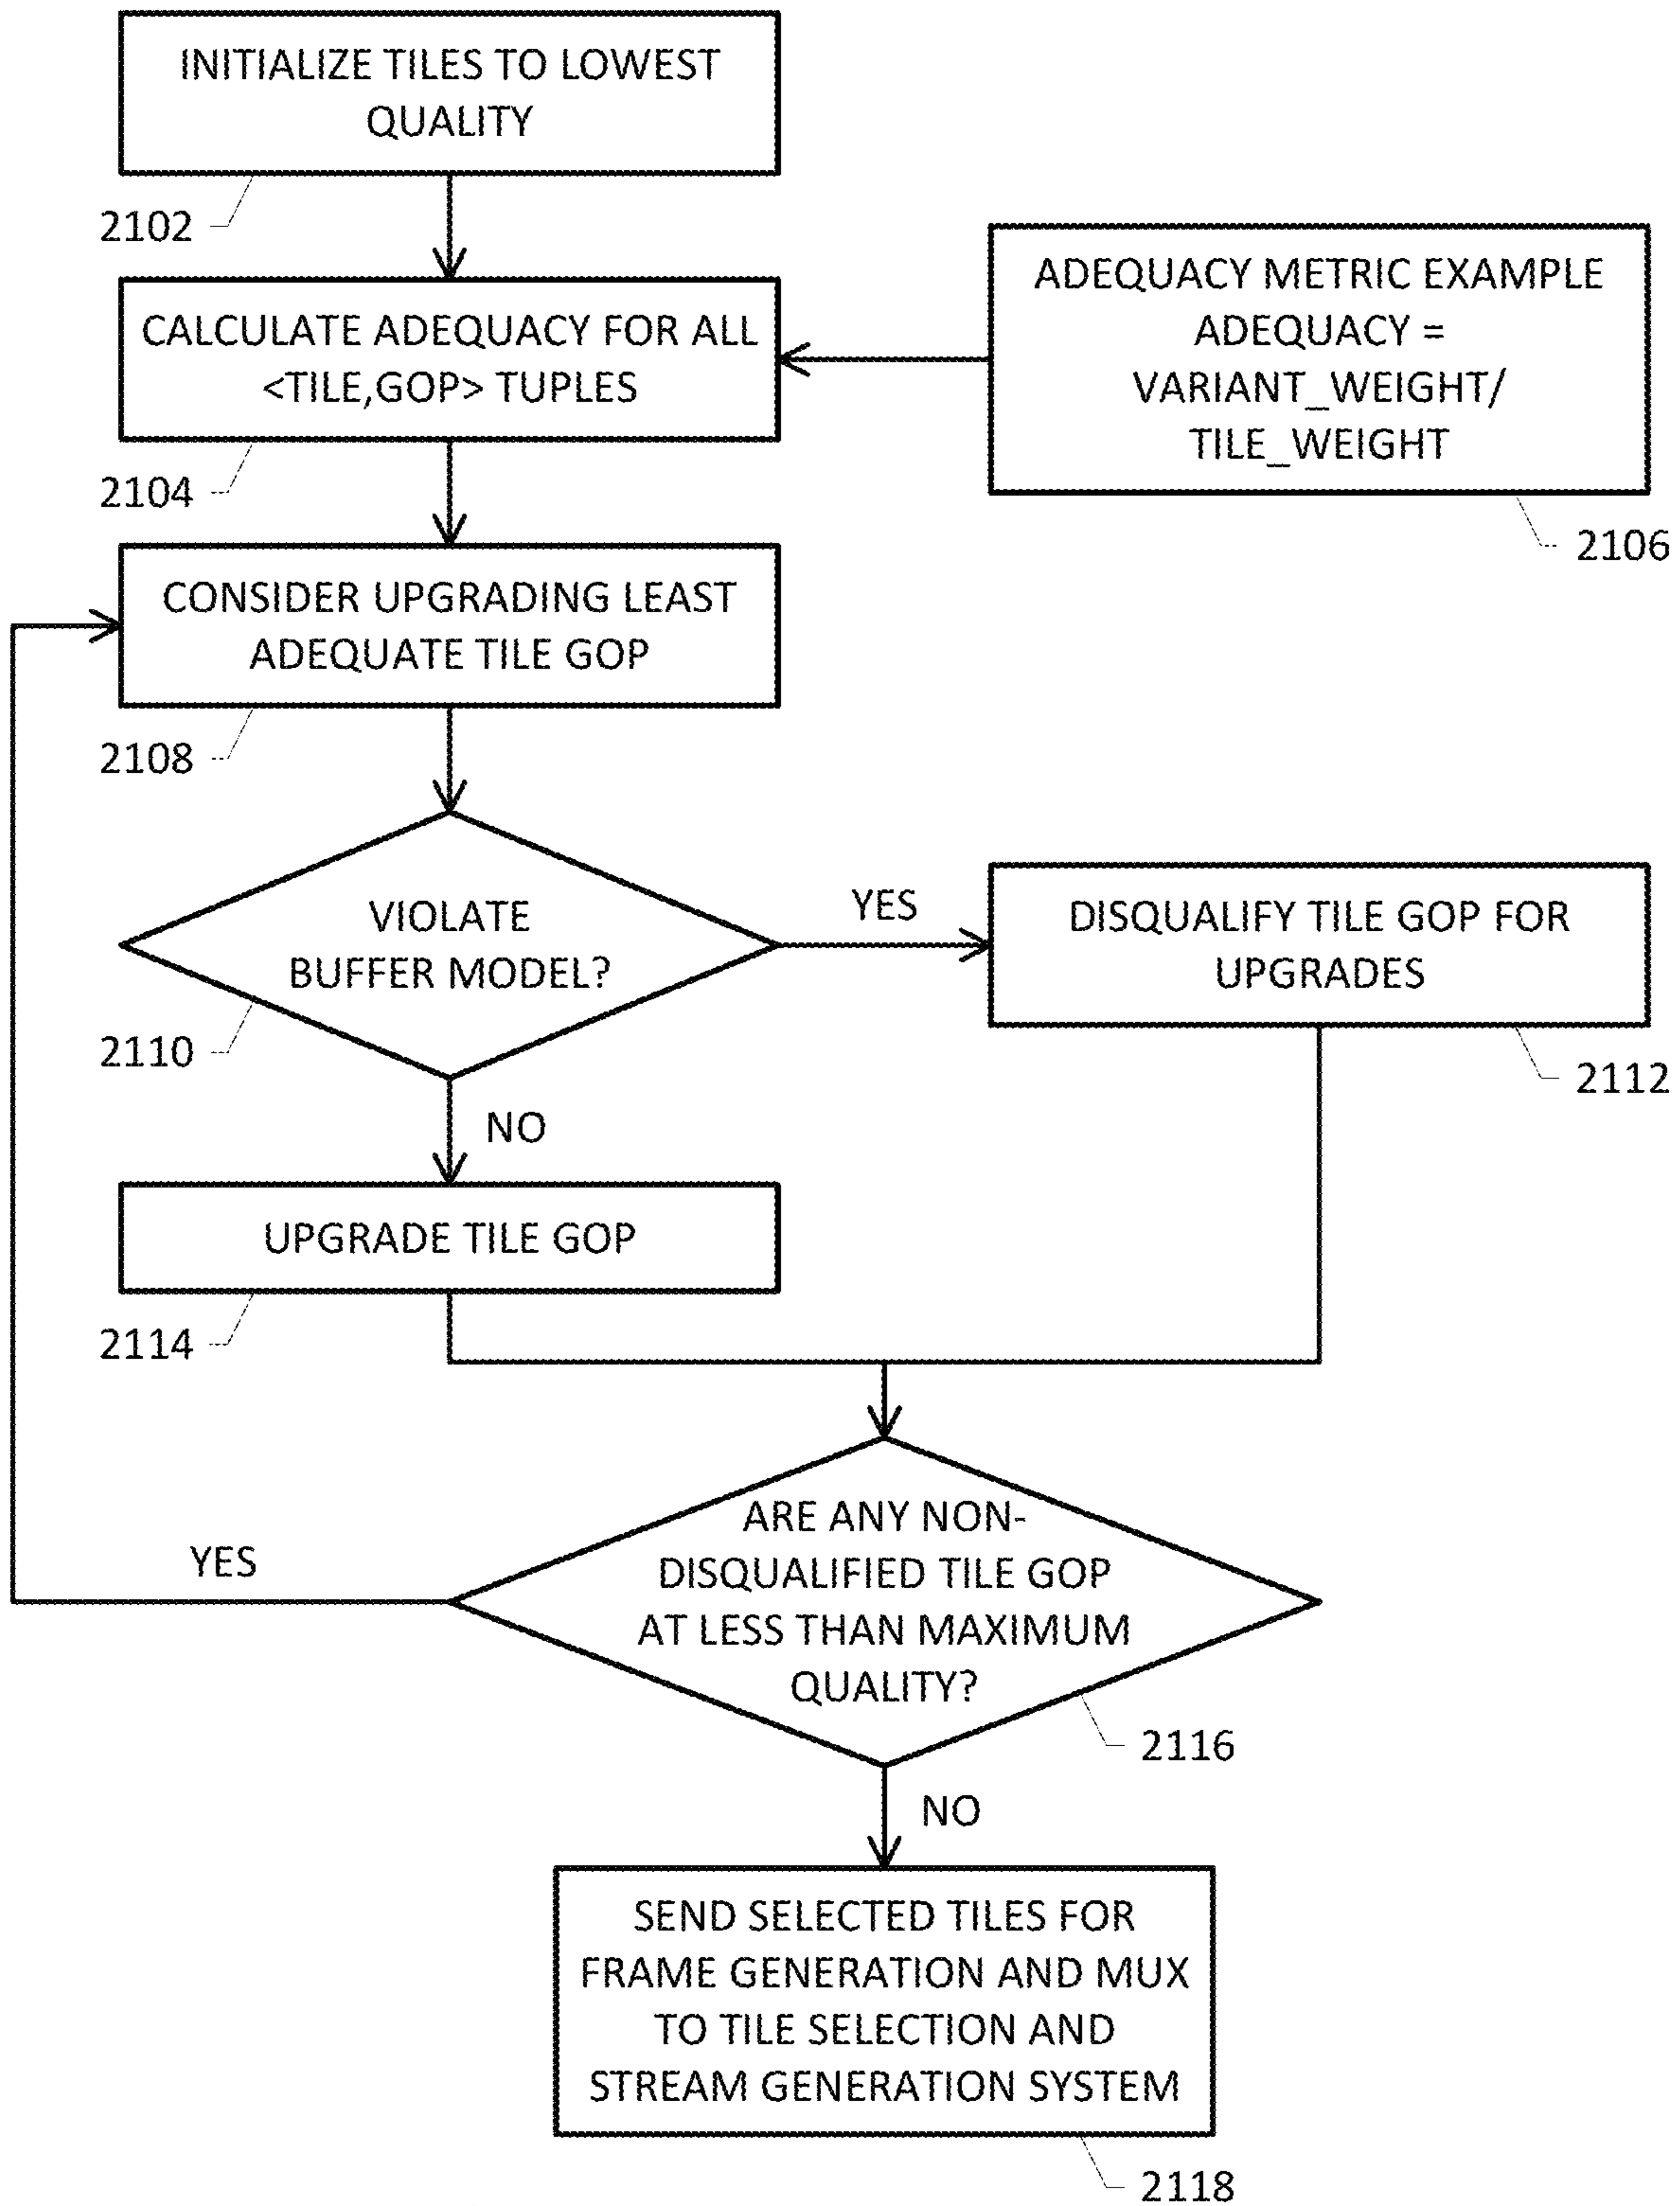 INITIALIZE TILES TO LOWEST
QUALITY
2102
CALCULATE ADEQUACY FOR ALL
<TILE,GOP> TUPLES
2104
ADEQUACY METRIC EXAMPLE
ADEQUACY =
VARIANT_WEIGHT/
TILE_WEIGHT
2106
CONSIDER UPGRADING LEAST
ADEQUATE TILE GOP
2108
VIOLATE
BUFFER MODEL?
2110
YES
DISQUALIFY TILE GOP FOR
UPGRADES
2112
NO
UPGRADE TILE GOP
2114
ARE ANY NON-
DISQUALIFIED TILE GOP
AT LESS THAN MAXIMUM
QUALITY?
2116
YES
NO
SEND SELECTED TILES FOR
FRAME GENERATION AND MUX
TO TILE SELECTION AND
STREAM GENERATION SYSTEM
2118